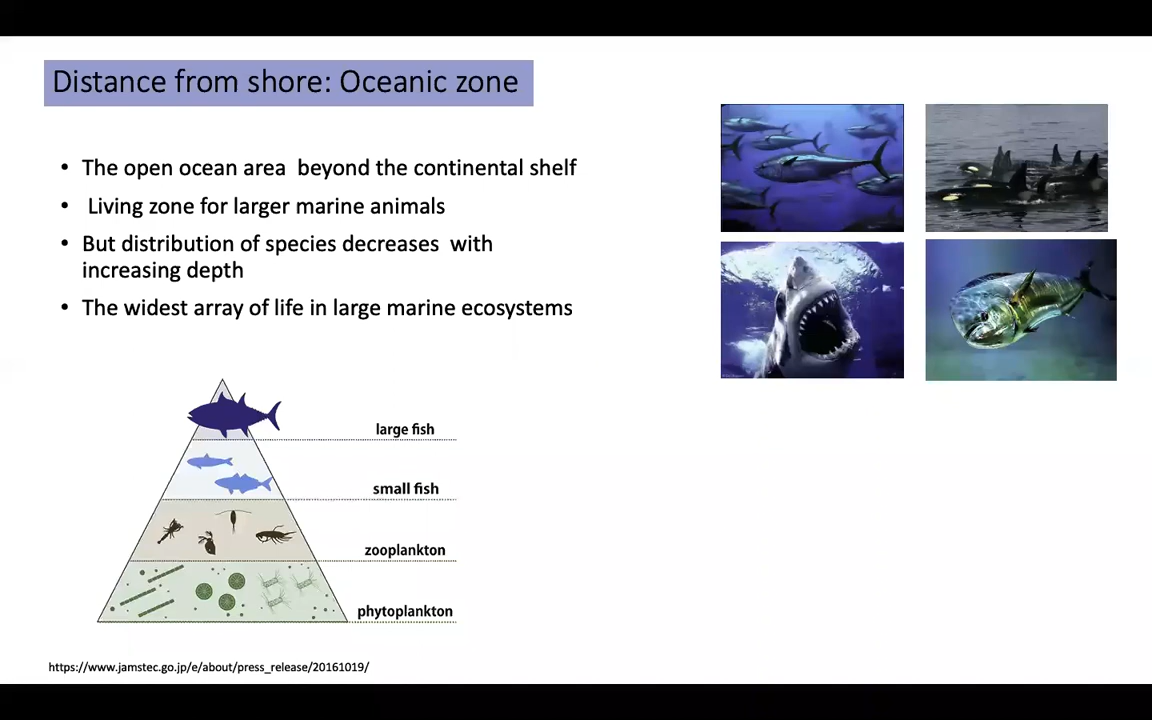 Distance from shore: Oceanic zone
• The open ocean area beyond the continental shelf
• Living zone for larger marine animals
• But distribution of species decreases with
increasing depth
• The widest array of life in large marine ecosystems
large fish
small fish
zooplankton
phytoplankton
https://www.jamstec.go.jp/e/about/press_release/20161019/